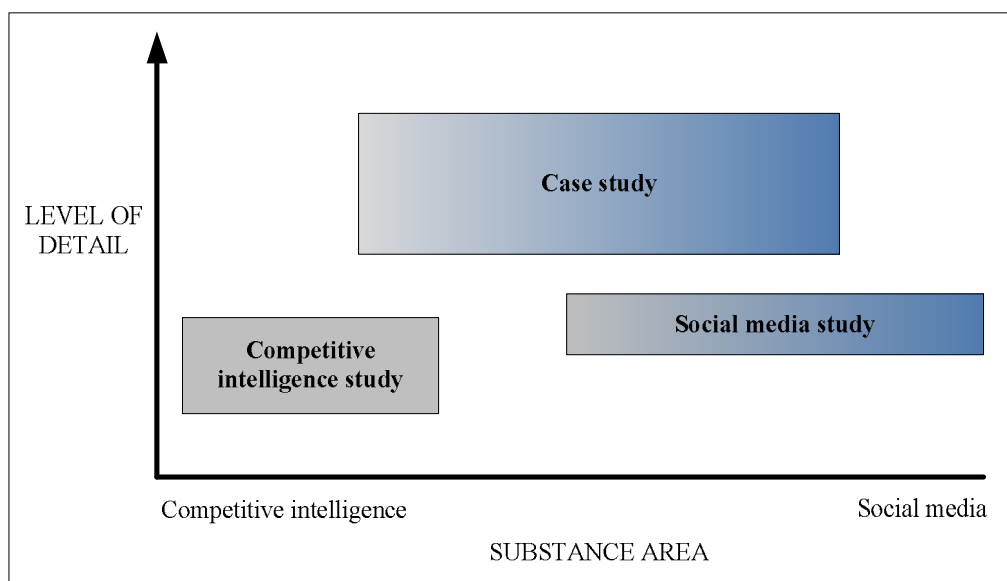 LEVEL OF
DETAIL
Case study
Social media study
Competitive
intelligence study
Competitive intelligence
Social media
SUBSTANCE AREA